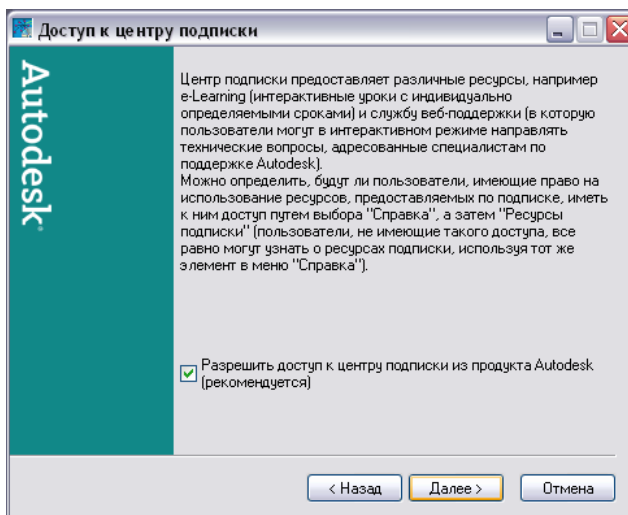 Доступ к центру подписки
Autodesk
Центр подписки предоставляет различные ресурсы, например
e-Learning (интерактивные уроки с индивидуально
определяемыми сроками) и службу веб-поддержки (в которую
пользователи могут в интерактивном режиме направлять
технические вопросы, адресованные специалистам по
поддержке Autodesk).
Можно определить, будут ли пользователи, имеющие право на
использование ресурсов, предоставляемых по подписке, иметь
к ним доступ путем выбора "Справка", а затем "Ресурсы
подписки" (пользователи, не имеющие такого доступа, все
равно могут узнать о ресурсах подписки, используя тот же
элемент в меню "Справка").
Разрешить доступ к центру подписки из продукта Autodesk
(рекомендуется)
< Назад
Далее >
Отмена